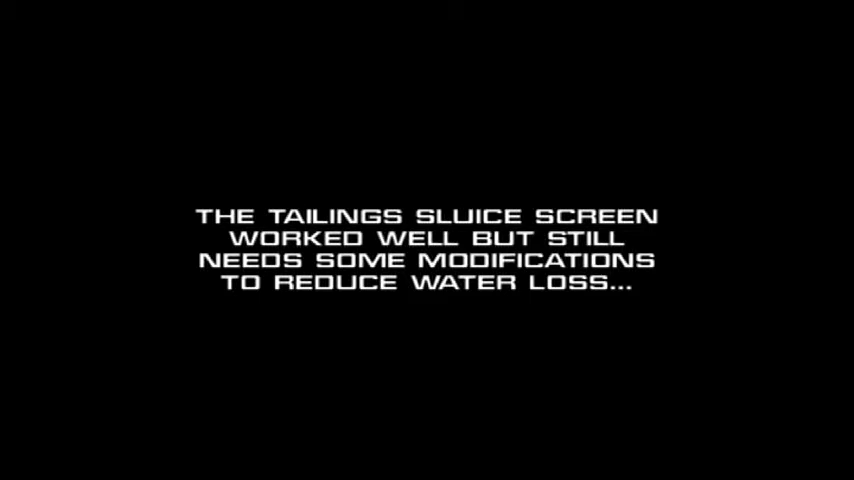 THE TAILINGS SLUICE SCREEN
WORKED WELL BUT STILL
NEEDS SOME MODIFICATIONS
TO REDUCE WATER LOSS...